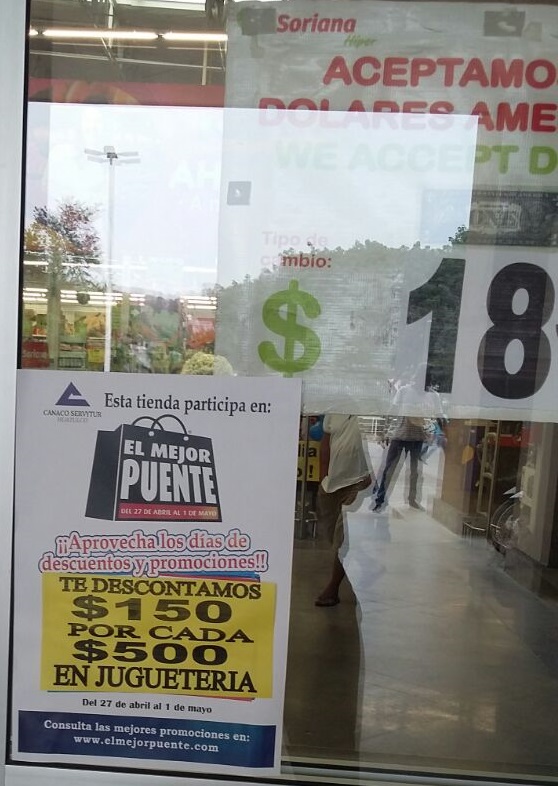 Soriana
Híper
ACEPTAMO
DOLARES AME
WE ACCEPT D
Tipo de
cambio:
$ 18
CANACO SERVYTUR
Esta tienda participa en:
EL MEJOR
PUENTE
DEL 27 DE ABRIL AL 1 DE MAYO
¡¡Aprovecha los días de
descuentos y promociones!!
TE DESCONTAMOS
$150
POR CADA
$500
EN JUGUETERIA
Del 27 de abril al 1 de mayo
Consulta las mejores promociones en:
www.elmejorpuente.com